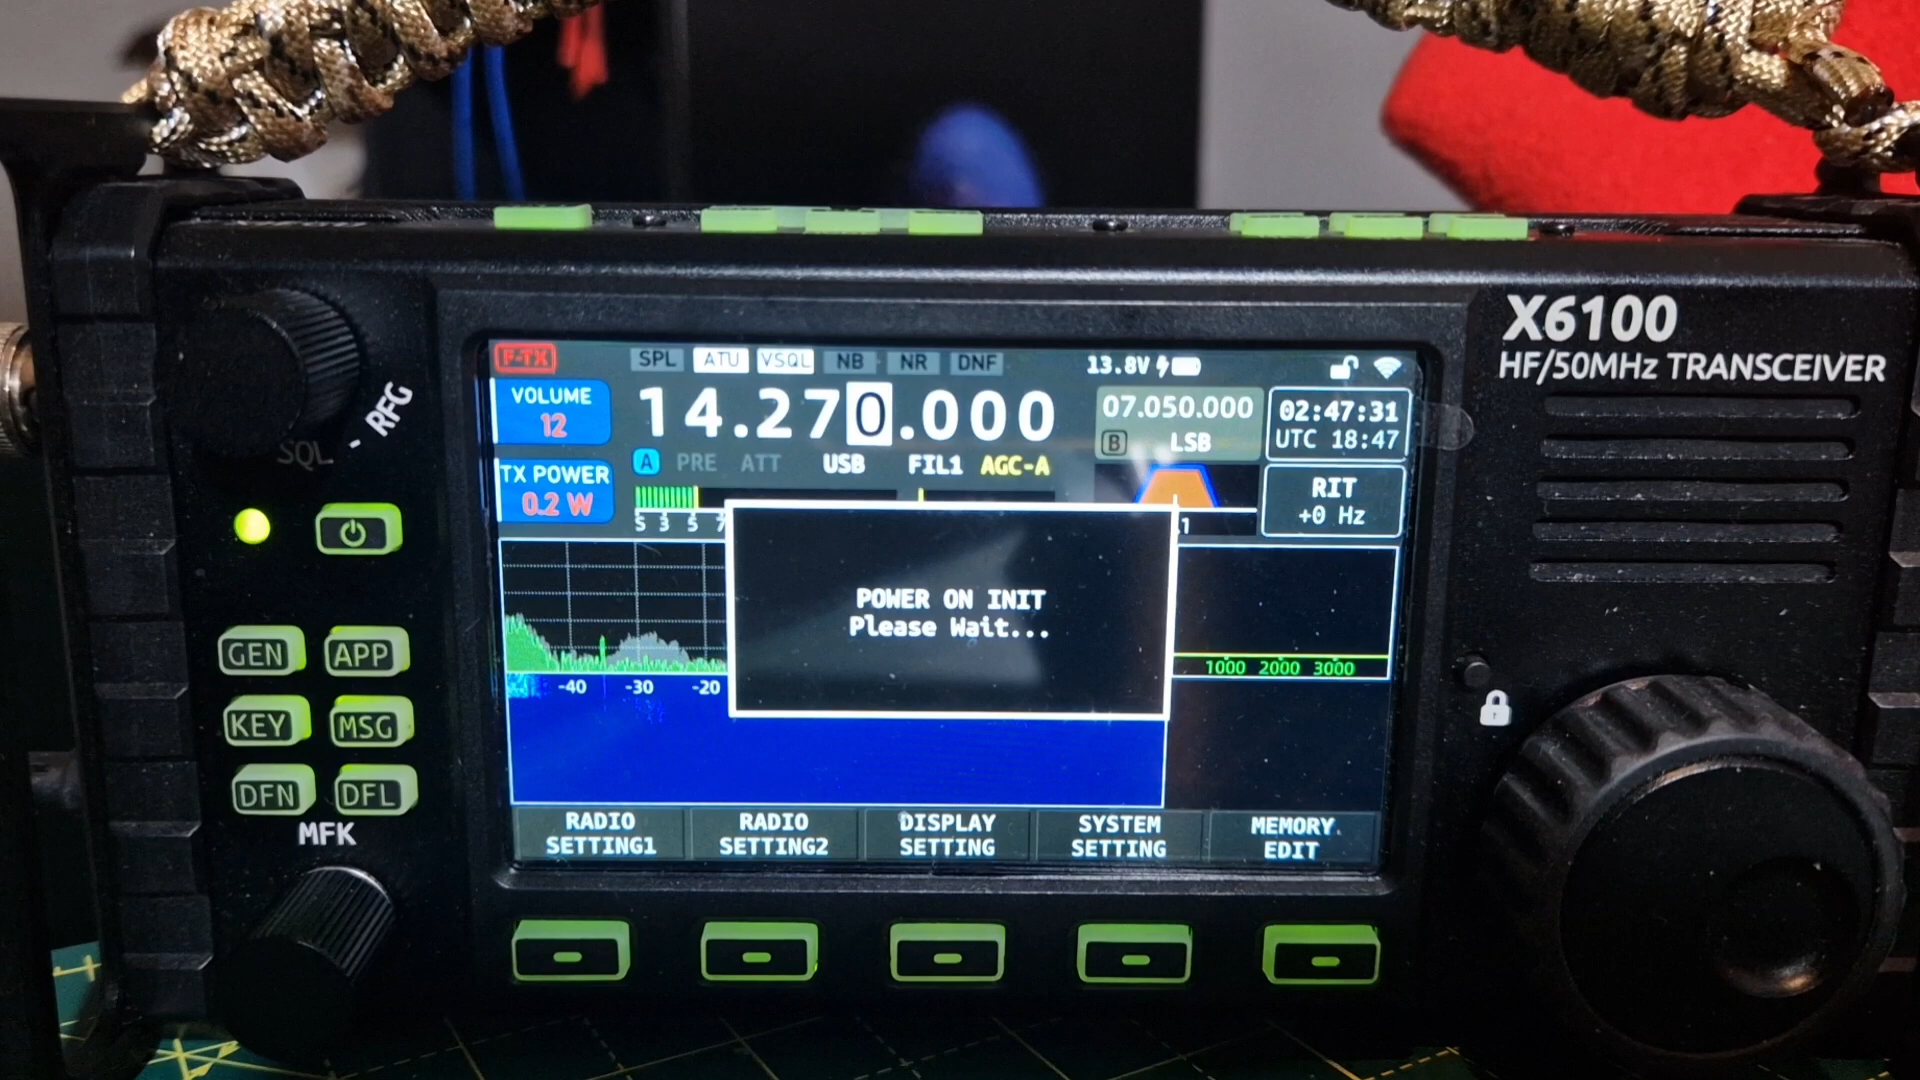 X6100
HF/50MHz TRANSCEIVER
F-TX
SPL ATU VSQL NB NR DNF
13.8V
VOLUME
12
14.270.000
07.050.000
B LSB
02:47:31
UTC 18:47
A PRE ATT USB FIL1 AGC-A
TX POWER
0.2 W
RIT
+0 Hz
S 3 5 7
POWER ON INIT
Please Wait...
-40 -30 -20
1000 2000 3000
RADIO
SETTING1
RADIO
SETTING2
DISPLAY
SETTING
SYSTEM
SETTING
MEMORY
EDIT
SQL - RFG
GEN APP
KEY MSG
DFN DFL
MFK